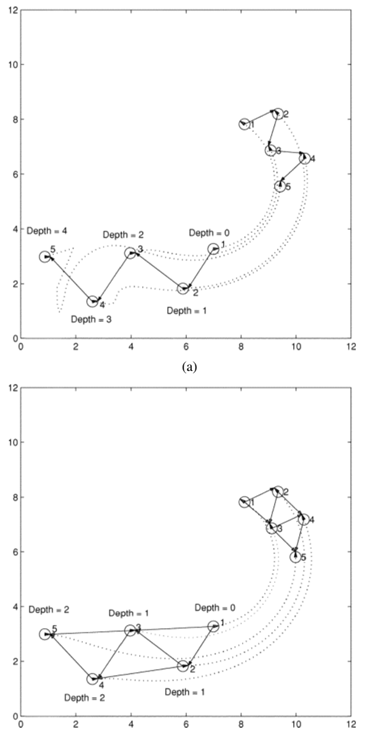 12
10
8
6
4
2
0
1
2
3
4
5
Depth = 4
Depth = 2
Depth = 0
5
3
1
4
2
Depth = 3
Depth = 1
0 2 4 6 8 10 12
(a)
12
10
8
6
4
2
0
1
2
3
4
5
Depth = 2
Depth = 1
Depth = 0
5
3
1
4
2
Depth = 2
Depth = 1
0 2 4 6 8 10 12